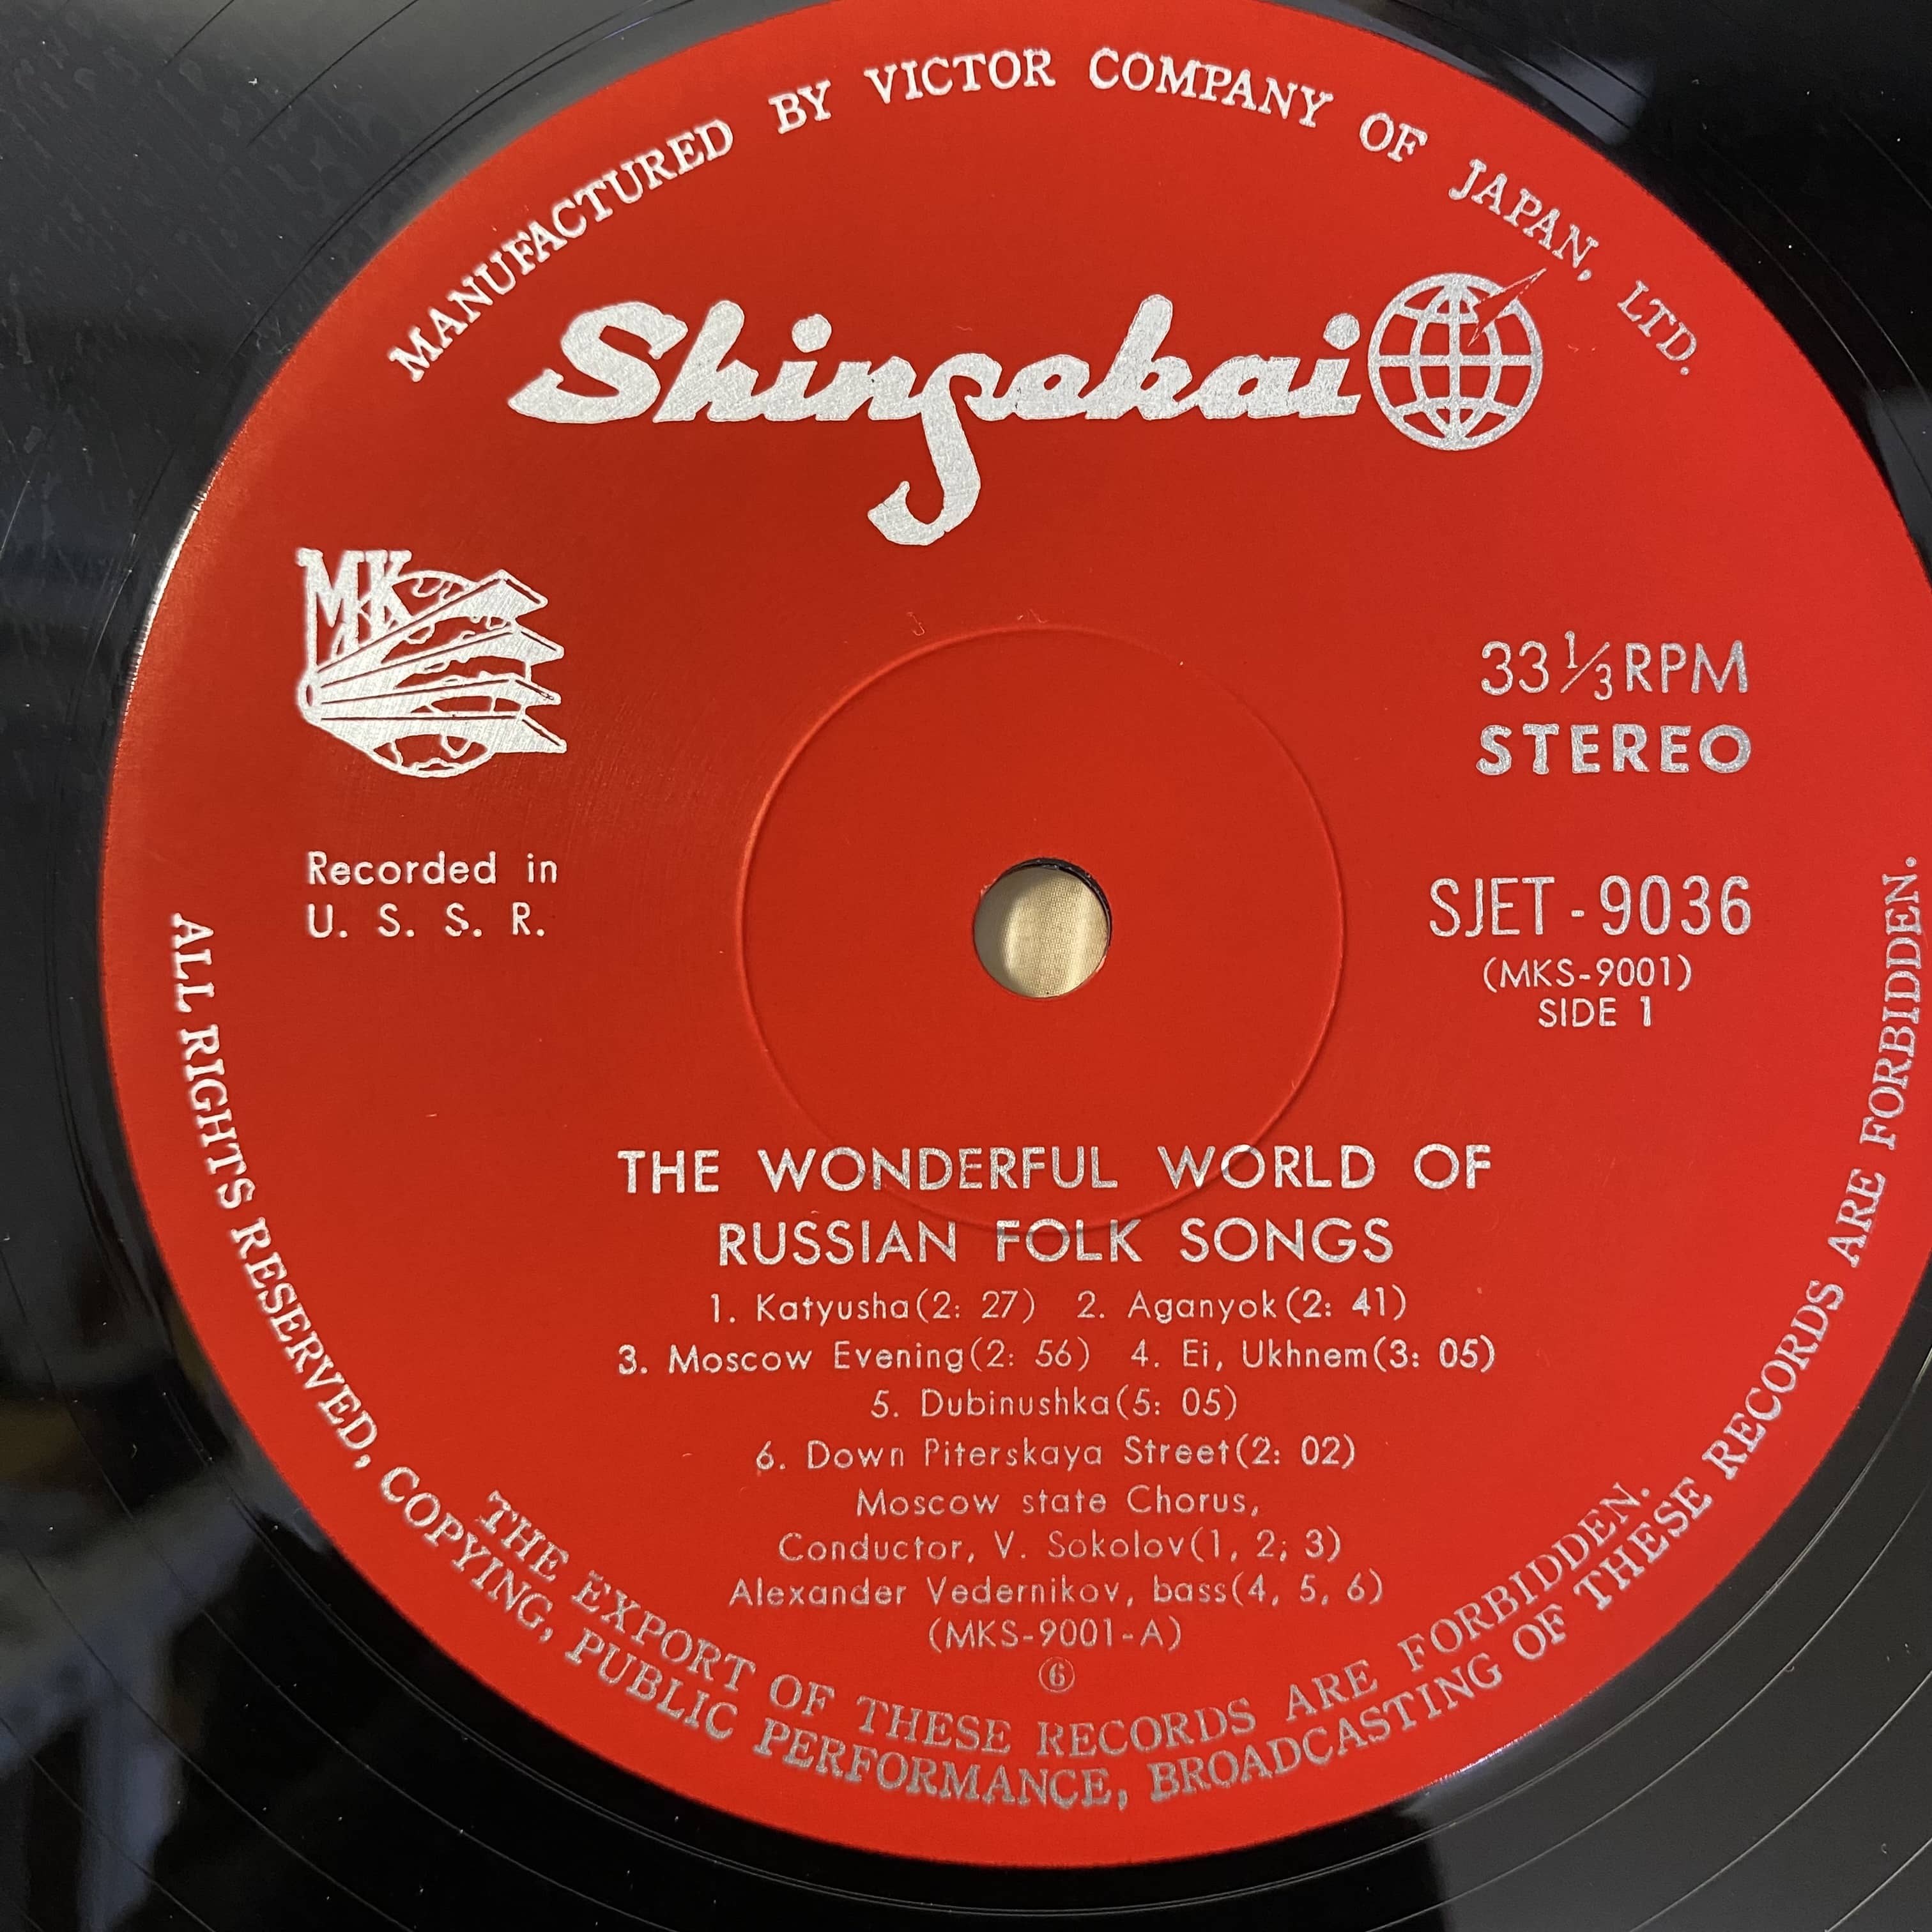 MANUFACTURED BY VICTOR COMPANY OF JAPAN, LTD.
Shinsekai
MK
33 1/3 RPM
STEREO
Recorded in
U. S. S. R.
SJET-9036
(MKS-9001)
SIDE 1
THE WONDERFUL WORLD OF
RUSSIAN FOLK SONGS
1. Katyusha(2: 27) 2. Aganyok(2: 41)
3. Moscow Evening(2: 56) 4. Ei, Ukhnem(3: 05)
5. Dubinushka(5: 05)
6. Down Piterskaya Street(2: 02)
Moscow state Chorus,
Conductor, V. Sokolov(1, 2; 3)
Alexander Vedernikov, bass(4, 5, 6)
(MKS-9001-A)
⑥
THE EXPORT OF THESE RECORDS ARE FORBIDDEN.
ALL RIGHTS RESERVED, COPYING, PUBLIC PERFORMANCE, BROADCASTING OF THESE RECORDS ARE FORBIDDEN.